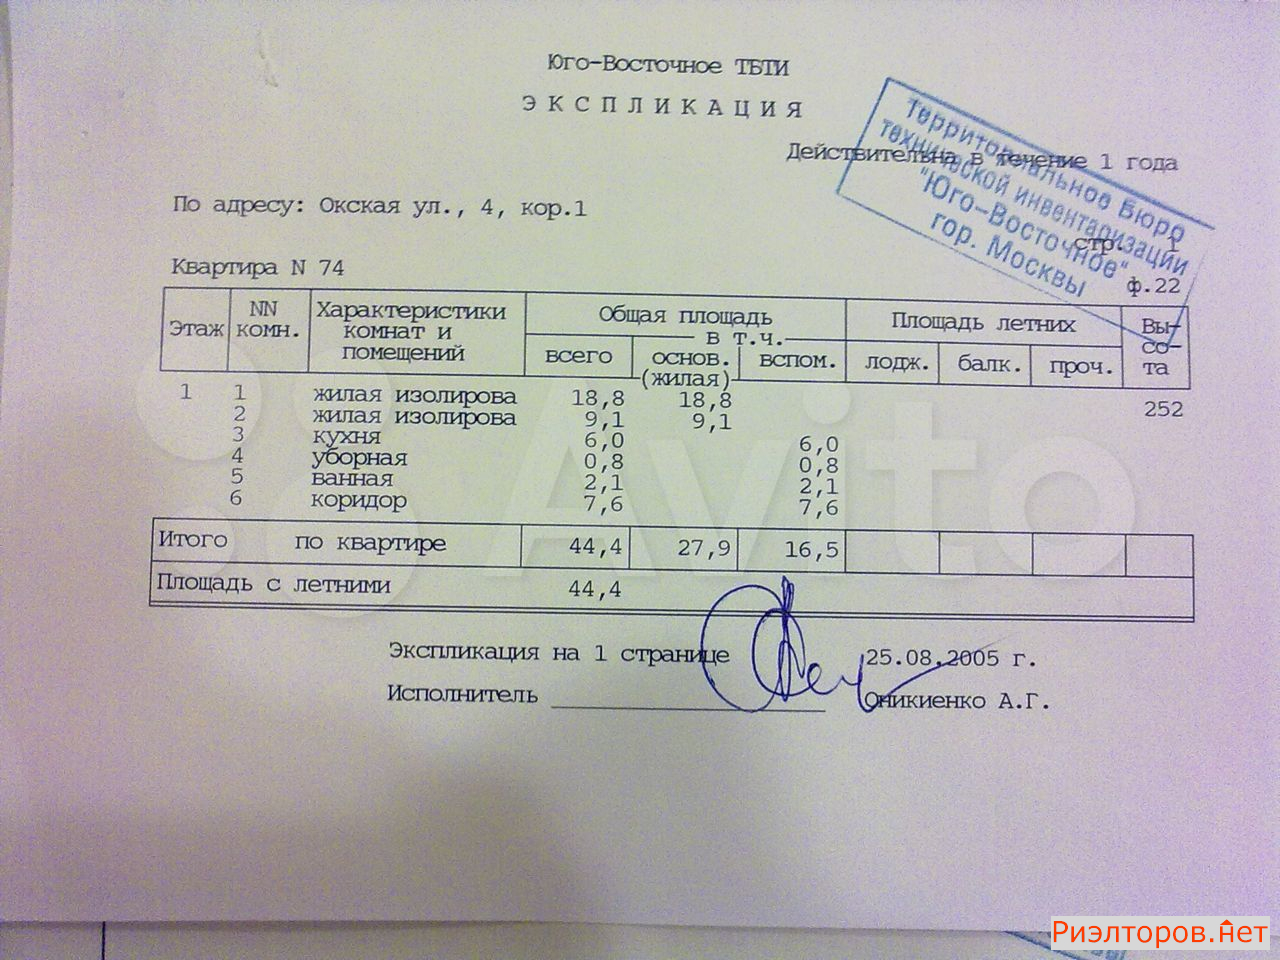 Юго-Восточное ТБТИ
ЭКСПЛИКАЦИЯ
Территориальное Бюро
технической инвентаризации
"Юго-Восточное"
гор. Москвы
Действительна в течение 1 года
По адресу: Окская ул., 4, кор.1
стр. 1
Квартира N 74
ф.22
Этаж NN комн. Характеристики комнат и помещений Общая площадь всего в т.ч. основ. (жилая) вспом. Площадь летних лодж. балк. проч. Вы-со-та
1 1 жилая изолирова 18,8 18,8 252
2 жилая изолирова 9,1 9,1
3 кухня 6,0 6,0
4 уборная 0,8 0,8
5 ванная 2,1 2,1
6 коридор 7,6 7,6
Итого по квартире 44,4 27,9 16,5
Площадь с летними 44,4
Экспликация на 1 странице 25.08.2005 г.
Исполнитель Оникиенко А.Г.
Avito
Риэлторов.нет